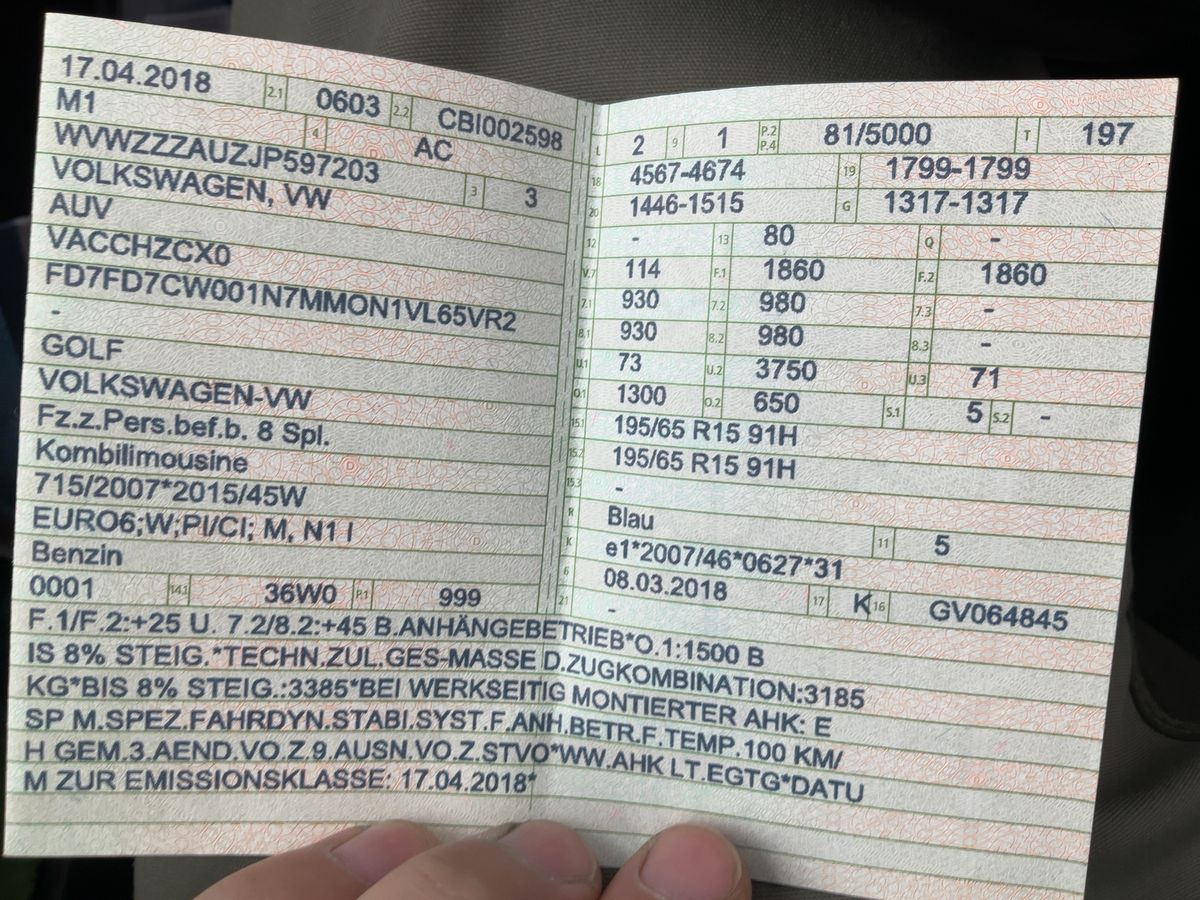 17.04.2018 2.1 0603 2.2 CBI002598
M1 4 AC
WVWZZZAUZJP597203 3 3
VOLKSWAGEN, VW
AUV
VACCHZCX0
FD7FD7CW001N7MMON1VL65VR2
-
GOLF
VOLKSWAGEN-VW
Fz.z.Pers.bef.b. 8 Spl.
Kombilimousine
715/2007*2015/45W
EURO6;W;PI/CI; M, N1 I
Benzin
0001 14.1 36W0 P.1 999
L 2 9 1 P.2 P.4 81/5000 T 197
18 4567-4674 19 1799-1799
20 1446-1515 G 1317-1317
12 - 13 80 Q -
V.7 114 F.1 1860 F.2 1860
7.1 930 7.2 980 7.3 -
8.1 930 8.2 980 8.3 -
U.1 73 U.2 3750 U.3 71
O.1 1300 O.2 650 S.1 5 S.2 -
15.1 195/65 R15 91H
15.2 195/65 R15 91H
15.3 -
R Blau 11 5
K e1*2007/46*0627*31
6 08.03.2018 17 K 16 GV064845
21 -
F.1/F.2:+25 U. 7.2/8.2:+45 B.ANHÄNGEBETRIEB*O.1:1500 B
IS 8% STEIG.*TECHN.ZUL.GES-MASSE D.ZUGKOMBINATION:3185
KG*BIS 8% STEIG.:3385*BEI WERKSEITIG MONTIERTER AHK: E
SP M.SPEZ.FAHRDYN.STABI.SYST.F.ANH.BETR.F.TEMP.100 KM/
H GEM.3.AEND.VO.Z.9.AUSN.VO.Z.STVO*WW.AHK LT.EGTG*DATU
M ZUR EMISSIONSKLASSE: 17.04.2018*